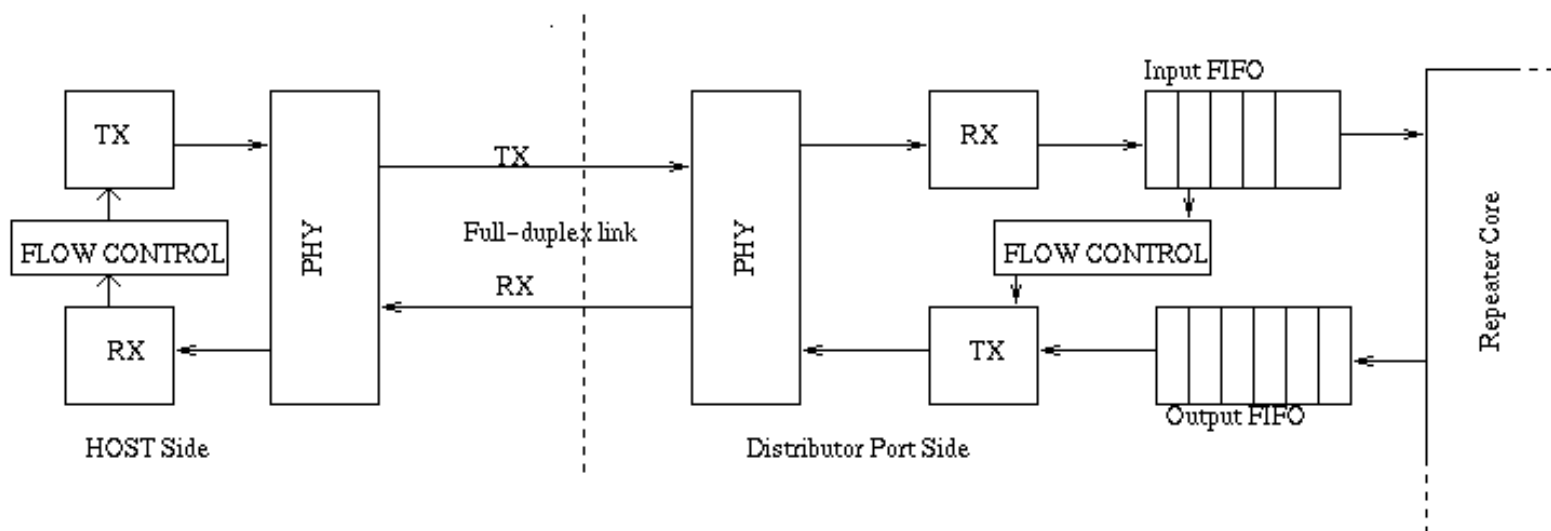 Input FIFO
TX
RX
TX
PHY
PHY
Full-duplex link
FLOW CONTROL
FLOW CONTROL
Repeater Core
RX
RX
TX
Output FIFO
HOST Side
Distributor Port Side